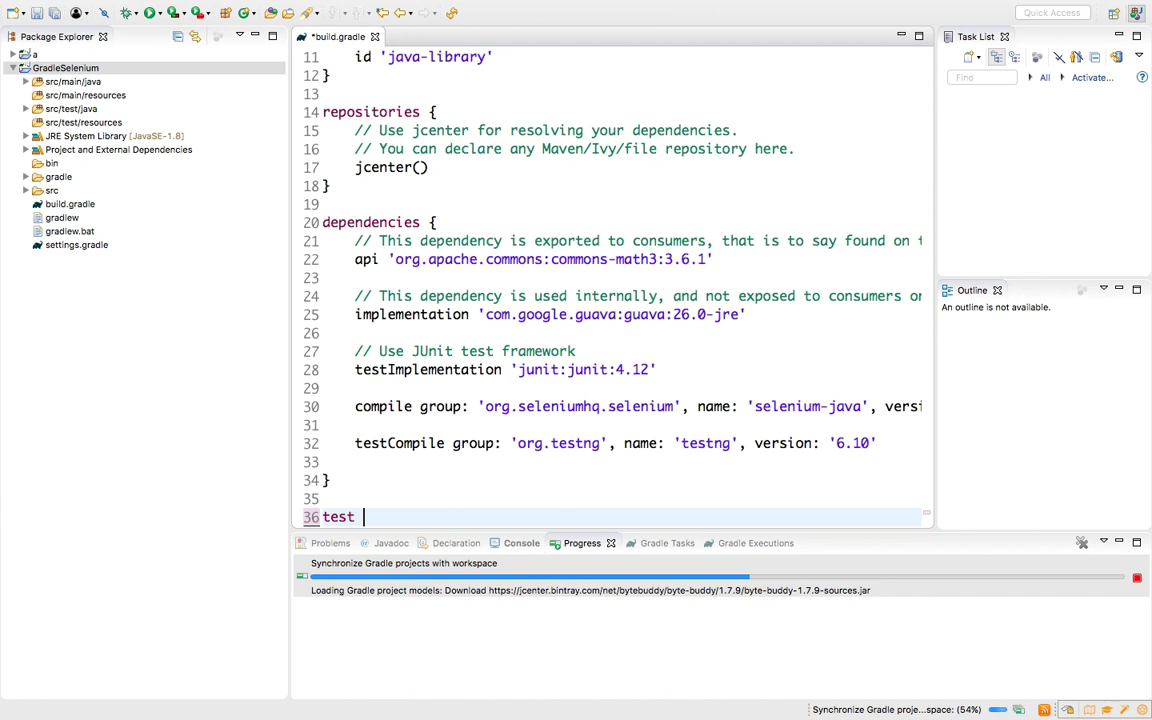 Quick Access
Package Explorer
a
GradleSelenium
src/main/java
src/main/resources
src/test/java
src/test/resources
JRE System Library [JavaSE-1.8]
Project and External Dependencies
bin
gradle
src
build.gradle
gradlew
gradlew.bat
settings.gradle
*build.gradle
11 id 'java-library'
12 }
13
14 repositories {
15 // Use jcenter for resolving your dependencies.
16 // You can declare any Maven/Ivy/file repository here.
17 jcenter()
18 }
19
20 dependencies {
21 // This dependency is exported to consumers, that is to say found on t
22 api 'org.apache.commons:commons-math3:3.6.1'
23
24 // This dependency is used internally, and not exposed to consumers on
25 implementation 'com.google.guava:guava:26.0-jre'
26
27 // Use JUnit test framework
28 testImplementation 'junit:junit:4.12'
29
30 compile group: 'org.seleniumhq.selenium', name: 'selenium-java', versi
31
32 testCompile group: 'org.testng', name: 'testng', version: '6.10'
33
34 }
35
36 test
Task List
Find
All
Activate...
Outline
An outline is not available.
Problems
Javadoc
Declaration
Console
Progress
Gradle Tasks
Gradle Executions
Synchronize Gradle projects with workspace
Loading Gradle project models: Download https://jcenter.bintray.com/net/bytebuddy/byte-buddy/1.7.9/byte-buddy-1.7.9-sources.jar
Synchronize Gradle proje...space: (54%)